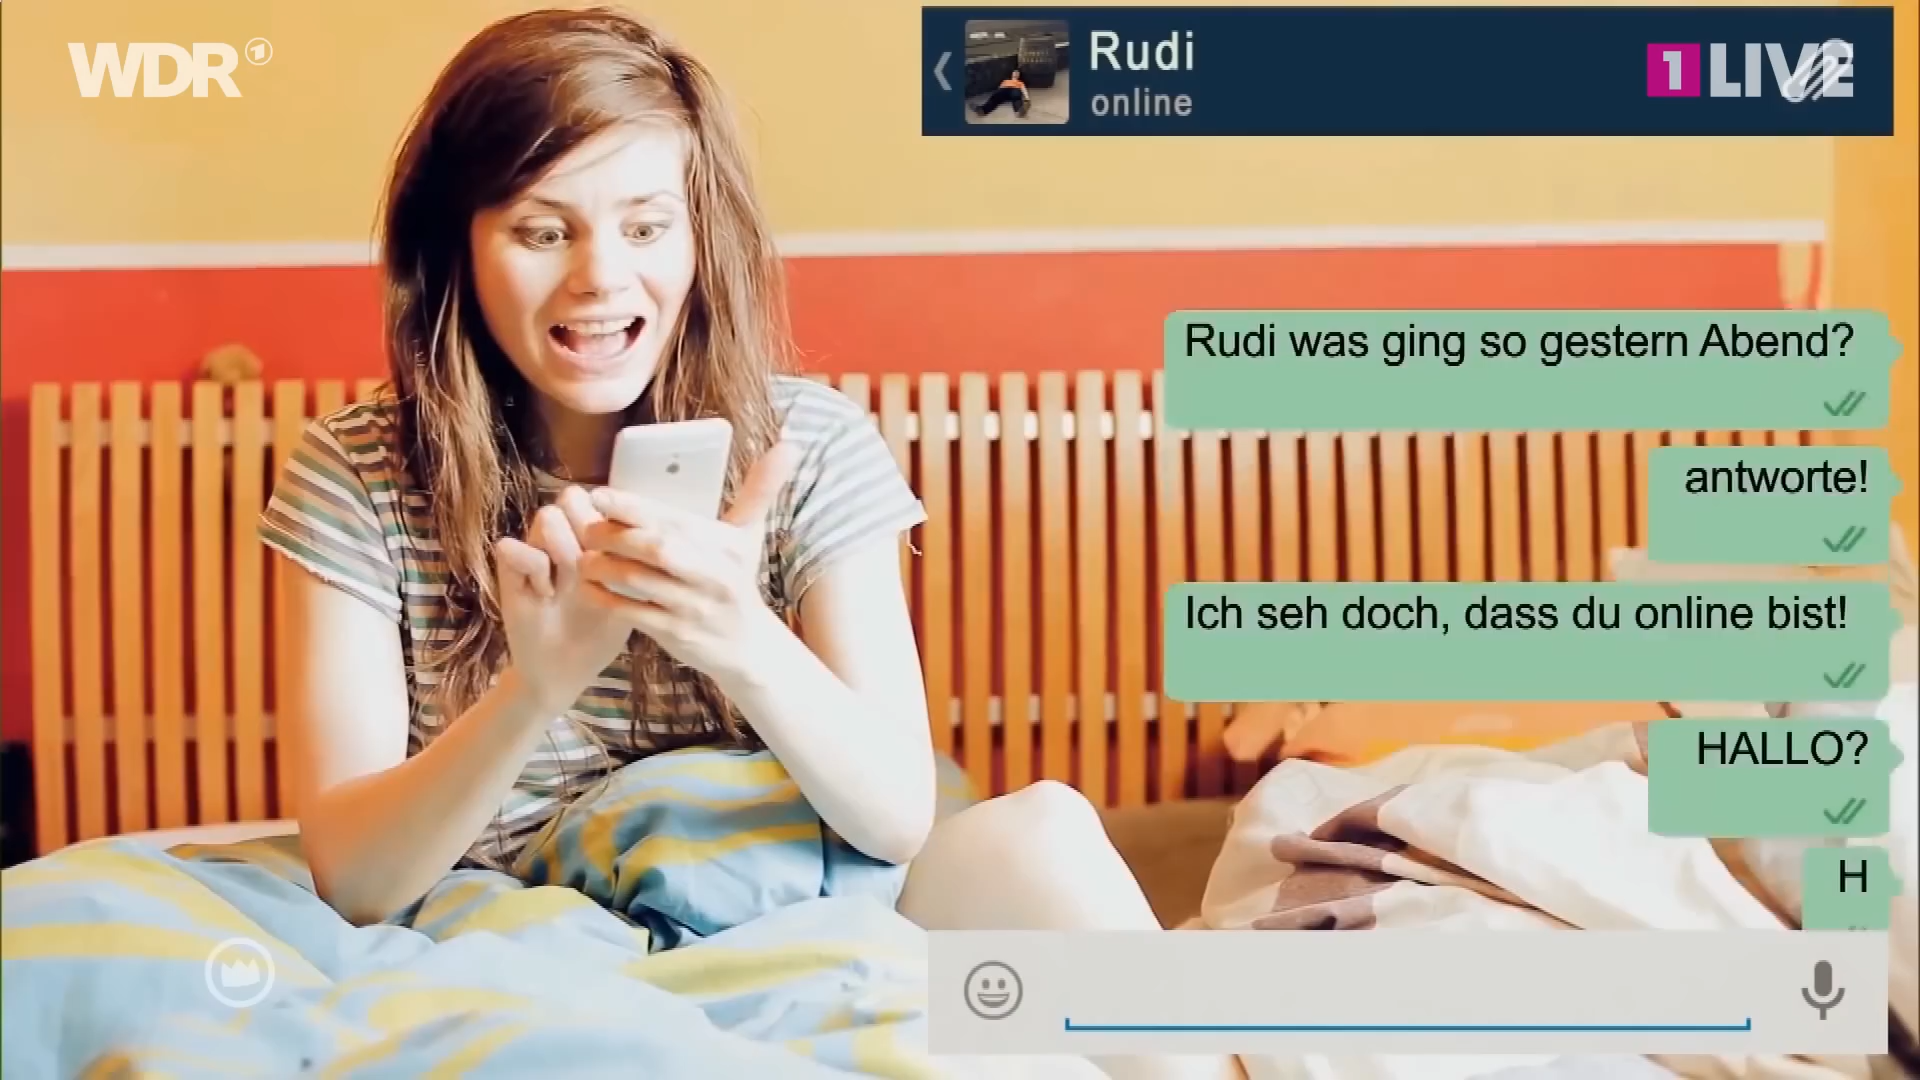 WDR 1
Rudi
online
1LIVE
Rudi was ging so gestern Abend?
antworte!
Ich seh doch, dass du online bist!
HALLO?
H